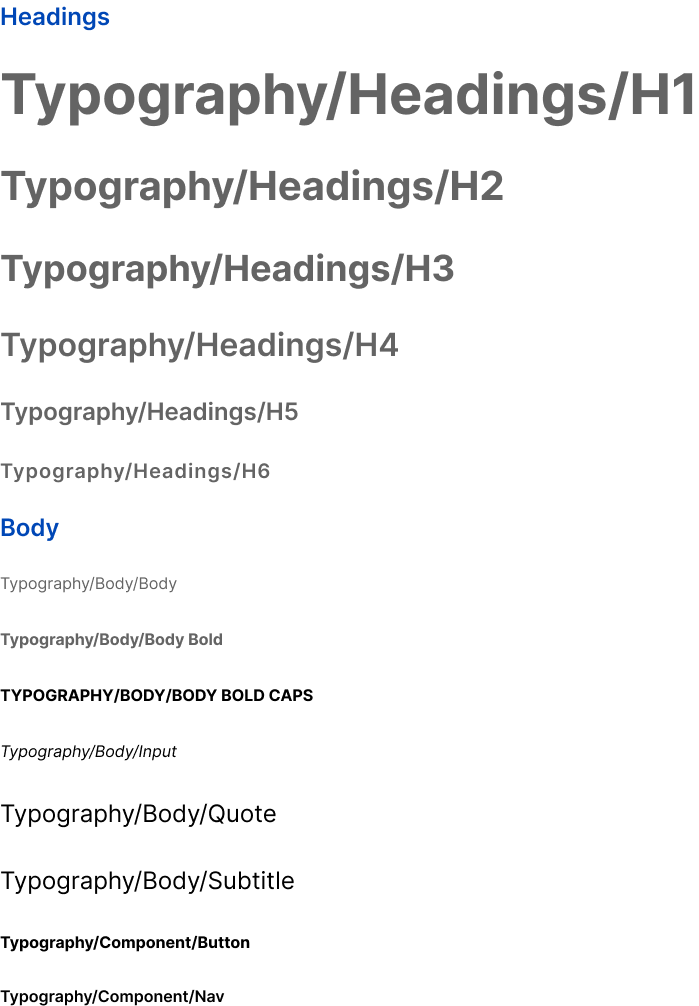 Headings
Typography/Headings/H1
Typography/Headings/H2
Typography/Headings/H3
Typography/Headings/H4
Typography/Headings/H5
Typography/Headings/H6
Body
Typography/Body/Body
Typography/Body/Body Bold
TYPOGRAPHY/BODY/BODY BOLD CAPS
Typography/Body/Input
Typography/Body/Quote
Typography/Body/Subtitle
Typography/Component/Button
Typography/Component/Nav